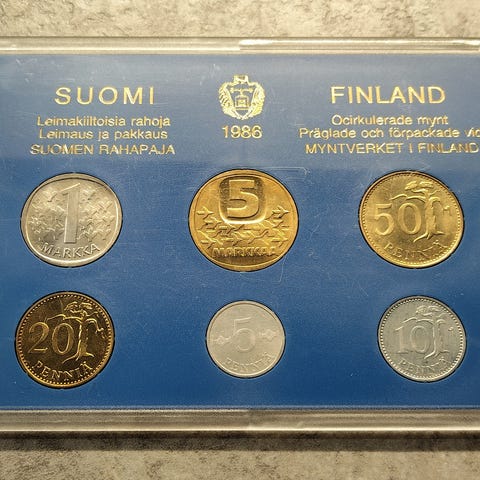 SUOMI
Leimakiiltoisia rahoja
Leimaus ja pakkaus
SUOMEN RAHAPAJA
1986
FINLAND
Ocirkulerade mynt
Präglade och förpackade vid
MYNTVERKET I FINLAND
1
MARKKA
5
MARKKAA
50
PENNIÄ
20
PENNIÄ
5
PENNIÄ
10
PENNIÄ